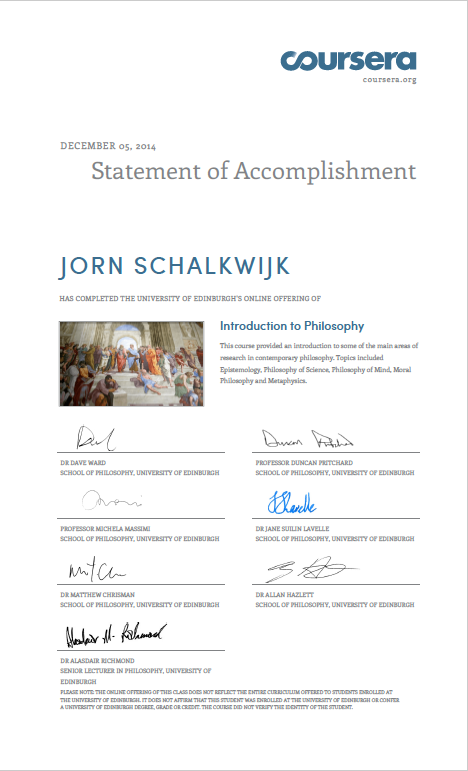 coursera
coursera.org
DECEMBER 05, 2014
Statement of Accomplishment
JORN SCHALKWIJK
HAS COMPLETED THE UNIVERSITY OF EDINBURGH'S ONLINE OFFERING OF
Introduction to Philosophy
This course provided an introduction to some of the main areas of
research in contemporary philosophy. Topics included
Epistemology, Philosophy of Science, Philosophy of Mind, Moral
Philosophy and Metaphysics.
Duncan Pritchard
DR DAVE WARD
SCHOOL OF PHILOSOPHY, UNIVERSITY OF EDINBURGH
PROFESSOR DUNCAN PRITCHARD
SCHOOL OF PHILOSOPHY, UNIVERSITY OF EDINBURGH
PROFESSOR MICHELA MASSIMI
SCHOOL OF PHILOSOPHY, UNIVERSITY OF EDINBURGH
DR JANE SUILIN LAVELLE
SCHOOL OF PHILOSOPHY, UNIVERSITY OF EDINBURGH
DR MATTHEW CHRISMAN
SCHOOL OF PHILOSOPHY, UNIVERSITY OF EDINBURGH
DR ALLAN HAZLETT
SCHOOL OF PHILOSOPHY, UNIVERSITY OF EDINBURGH
Alasdair M. Richmond
DR ALASDAIR RICHMOND
SENIOR LECTURER IN PHILOSOPHY, UNIVERSITY OF
EDINBURGH
PLEASE NOTE: THE ONLINE OFFERING OF THIS CLASS DOES NOT REFLECT THE ENTIRE CURRICULUM OFFERED TO STUDENTS ENROLLED AT
THE UNIVERSITY OF EDINBURGH. IT DOES NOT AFFIRM THAT THIS STUDENT WAS ENROLLED AT THE UNIVERSITY OF EDINBURGH OR CONFER
A UNIVERSITY OF EDINBURGH DEGREE, GRADE OR CREDIT. THE COURSE DID NOT VERIFY THE IDENTITY OF THE STUDENT.